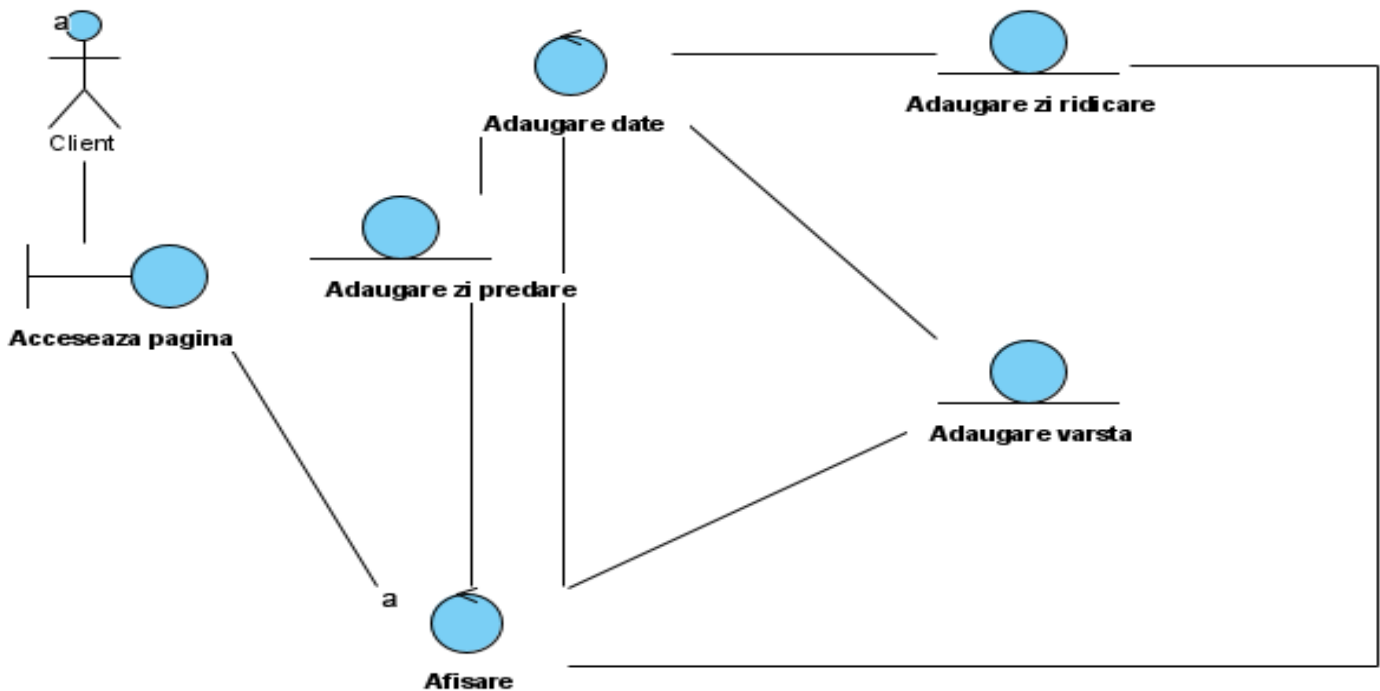 a
Client
Acceseaza pagina
Adaugare date
Adaugare zi ridicare
Adaugare zi predare
Adaugare varsta
a
Afisare